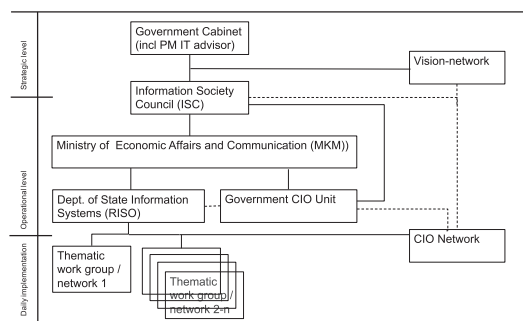 Strategic level
Government Cabinet
(incl PM IT advisor)
Vision-network
Information Society
Council (ISC)
Operational level
Ministry of Economic Affairs and Communication (MKM))
Dept. of State Information
Systems (RISO)
Government CIO Unit
Daily implementation
CIO Network
Thematic
work group /
network 1
Thematic
work group /
network 2-n